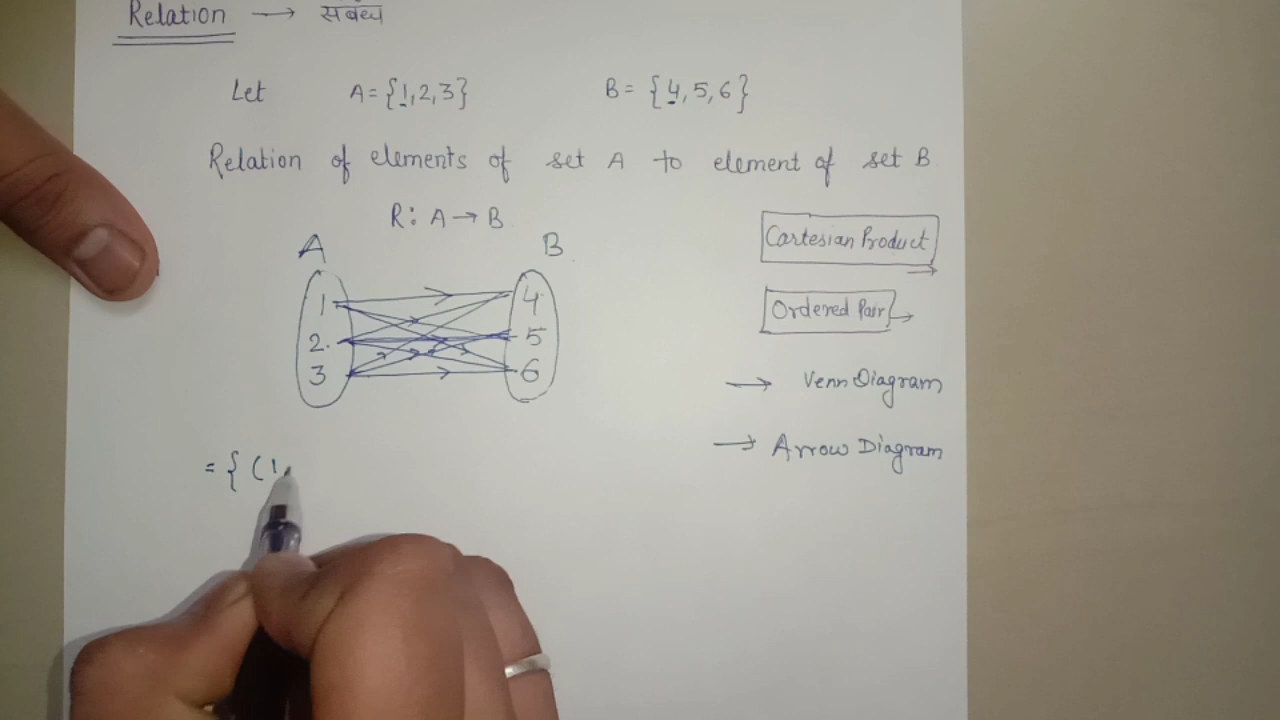 Relation → संबंध
Let A = {1, 2, 3} B = {4, 5, 6}
Relation of elements of set A to element of set B
R: A → B
Cartesian Product →
Ordered Pair →
→ Venn Diagram
→ Arrow Diagram
A B
1 4
2 5
3 6
= { (1,